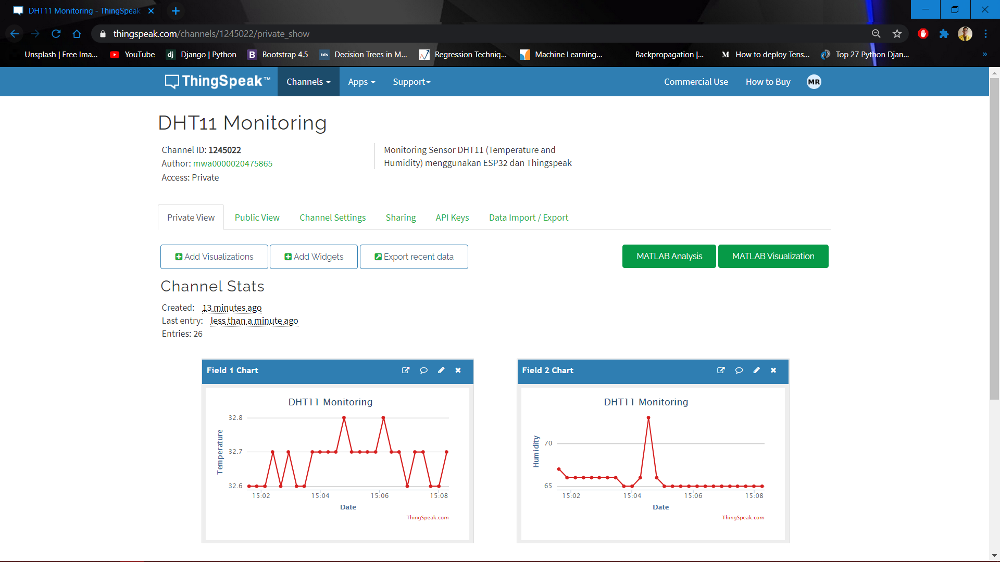 DHT11 Monitoring - ThingSpeak
thingspeak.com/channels/1245022/private_show
Unsplash | Free Ima... YouTube dj Django | Python B Bootstrap 4.5 tds Decision Trees in M... Regression Techniq... Machine Learning... Backpropagation |... M How to deploy Tens... Top 27 Python Djan... »
ThingSpeak™ Channels Apps Support Commercial Use How to Buy MR
DHT11 Monitoring
Channel ID: 1245022
Author: mwa0000020475865
Access: Private
Monitoring Sensor DHT11 (Temperature and
Humidity) menggunakan ESP32 dan Thingspeak
Private View Public View Channel Settings Sharing API Keys Data Import / Export
Add Visualizations Add Widgets Export recent data MATLAB Analysis MATLAB Visualization
Channel Stats
Created: 13 minutes ago
Last entry: less than a minute ago
Entries: 26
Field 1 Chart
DHT11 Monitoring
Temperature
32.8
32.7
32.6
15:02 15:04 15:06 15:08
Date
ThingSpeak.com
Field 2 Chart
DHT11 Monitoring
Humidity
70
65
15:02 15:04 15:06 15:08
Date
ThingSpeak.com